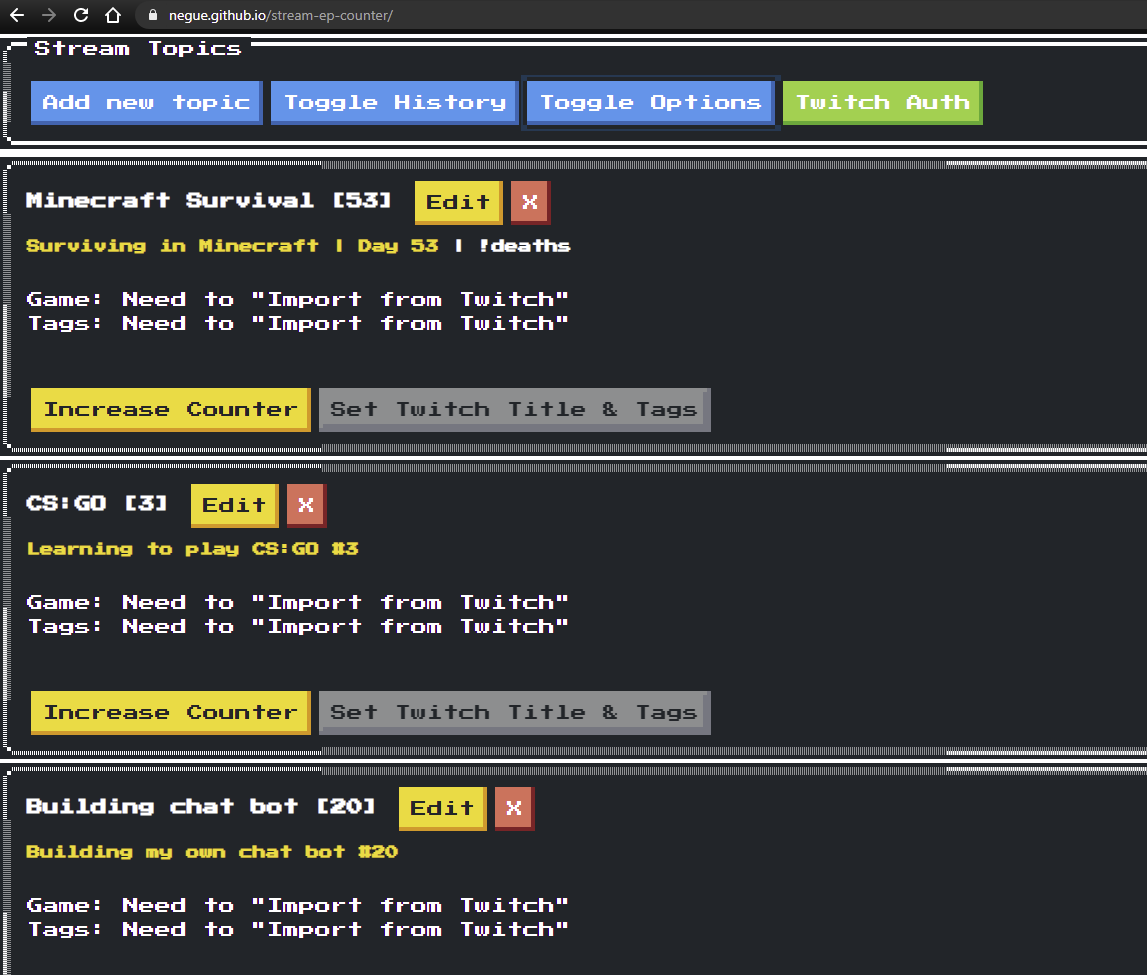 negue.github.io/stream-ep-counter/
Stream Topics
Add new topic Toggle History Toggle Options Twitch Auth
Minecraft Survival [53] Edit X
Surviving in Minecraft | Day 53 | !deaths
Game: Need to "Import from Twitch"
Tags: Need to "Import from Twitch"
Increase Counter Set Twitch Title & Tags
CS:GO [3] Edit X
Learning to play CS:GO #3
Game: Need to "Import from Twitch"
Tags: Need to "Import from Twitch"
Increase Counter Set Twitch Title & Tags
Building chat bot [20] Edit X
Building my own chat bot #20
Game: Need to "Import from Twitch"
Tags: Need to "Import from Twitch"